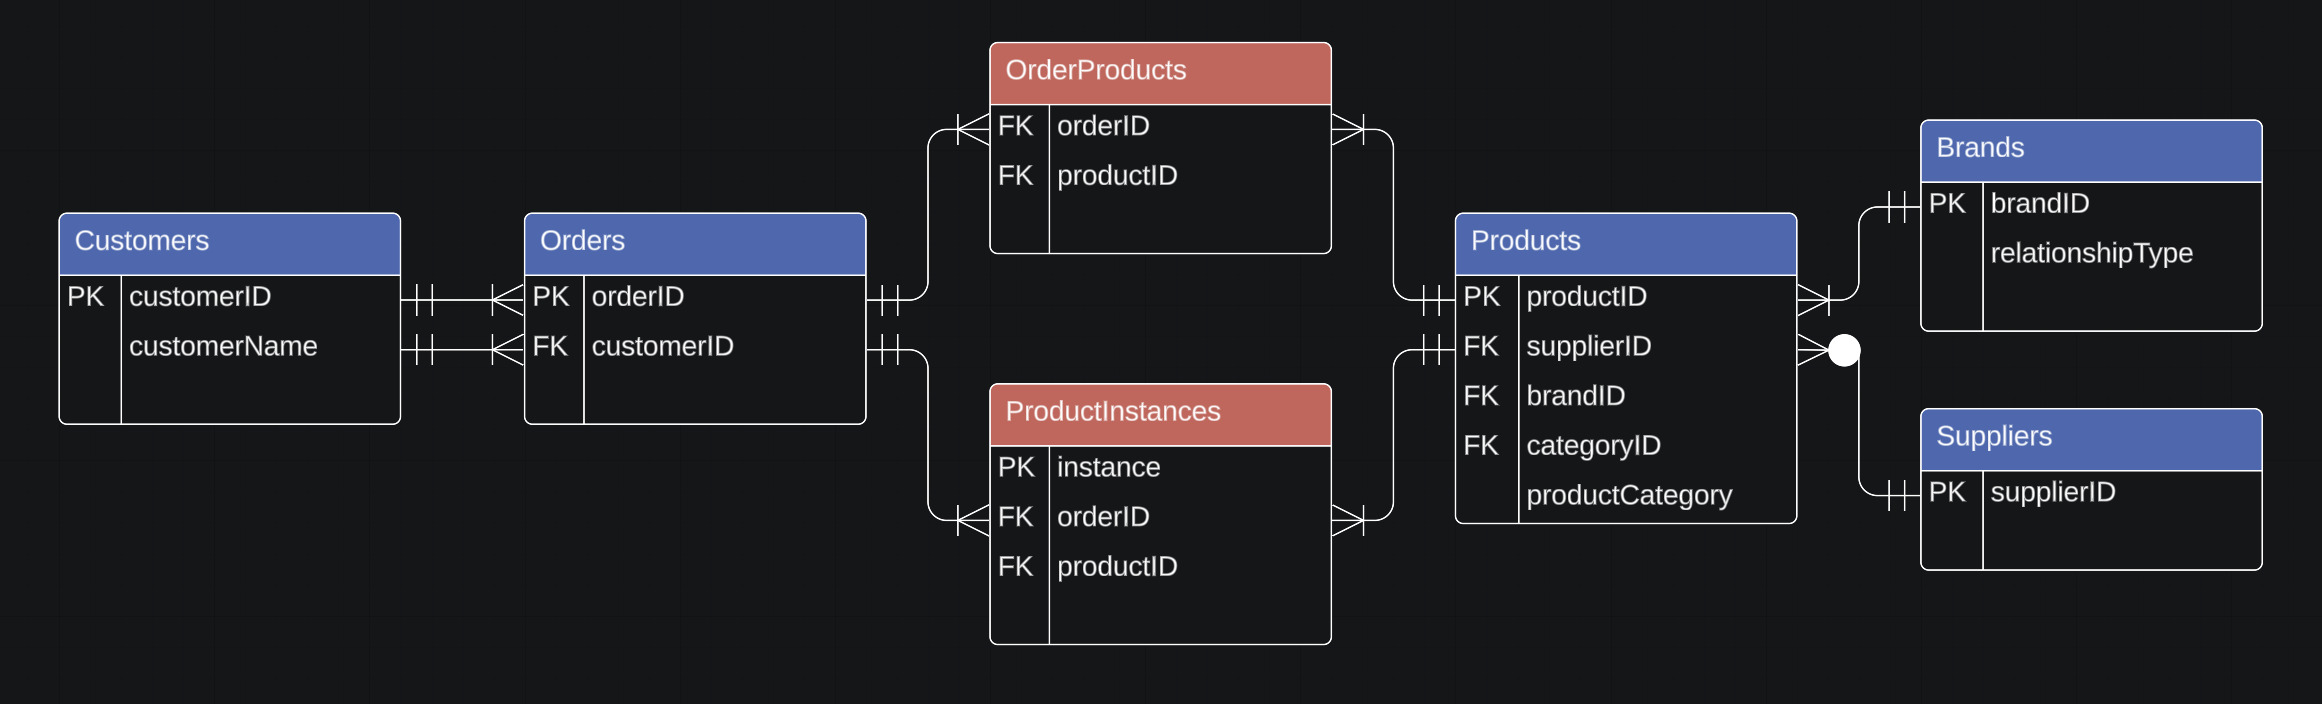 Customers
PK customerID
customerName
Orders
PK orderID
FK customerID
OrderProducts
FK orderID
FK productID
ProductInstances
PK instance
FK orderID
FK productID
Products
PK productID
FK supplierID
FK brandID
FK categoryID
productCategory
Brands
PK brandID
relationshipType
Suppliers
PK supplierID